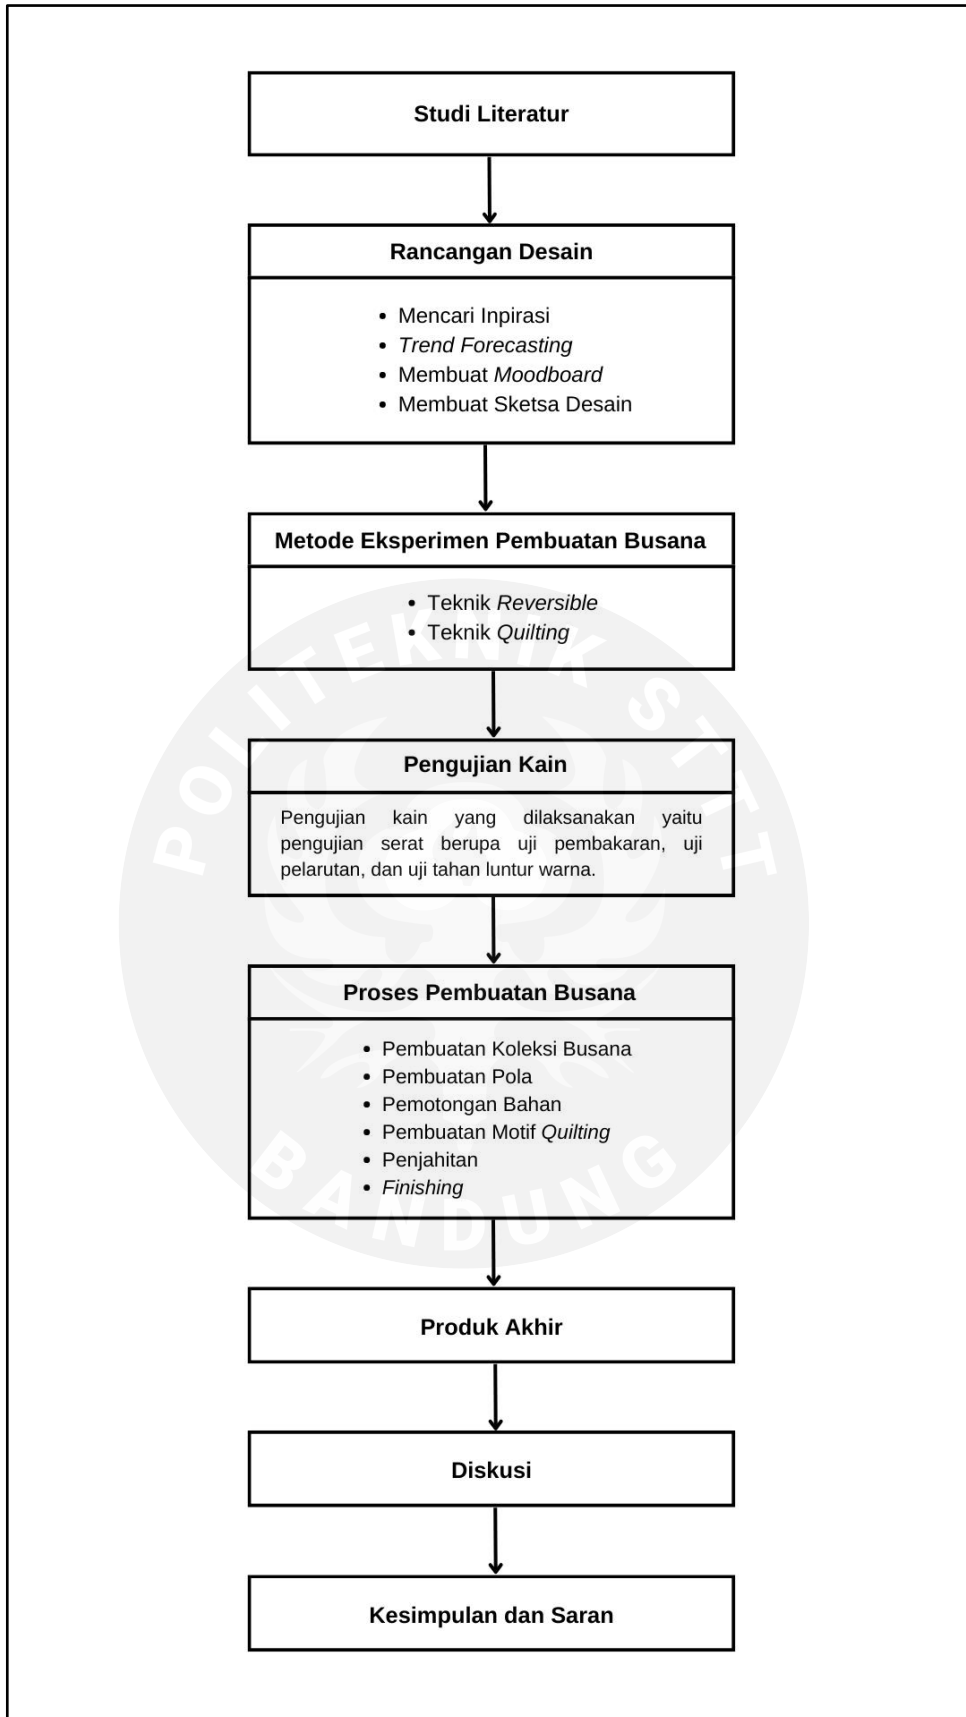 Studi Literatur
Rancangan Desain
• Mencari Inpirasi
• Trend Forecasting
• Membuat Moodboard
• Membuat Sketsa Desain
Metode Eksperimen Pembuatan Busana
• Teknik Reversible
• Teknik Quilting
Pengujian Kain
Pengujian kain yang dilaksanakan yaitu
pengujian serat berupa uji pembakaran, uji
pelarutan, dan uji tahan luntur warna.
Proses Pembuatan Busana
• Pembuatan Koleksi Busana
• Pembuatan Pola
• Pemotongan Bahan
• Pembuatan Motif Quilting
• Penjahitan
• Finishing
Produk Akhir
Diskusi
Kesimpulan dan Saran
POLITEKNIK STTT
BANDUNG